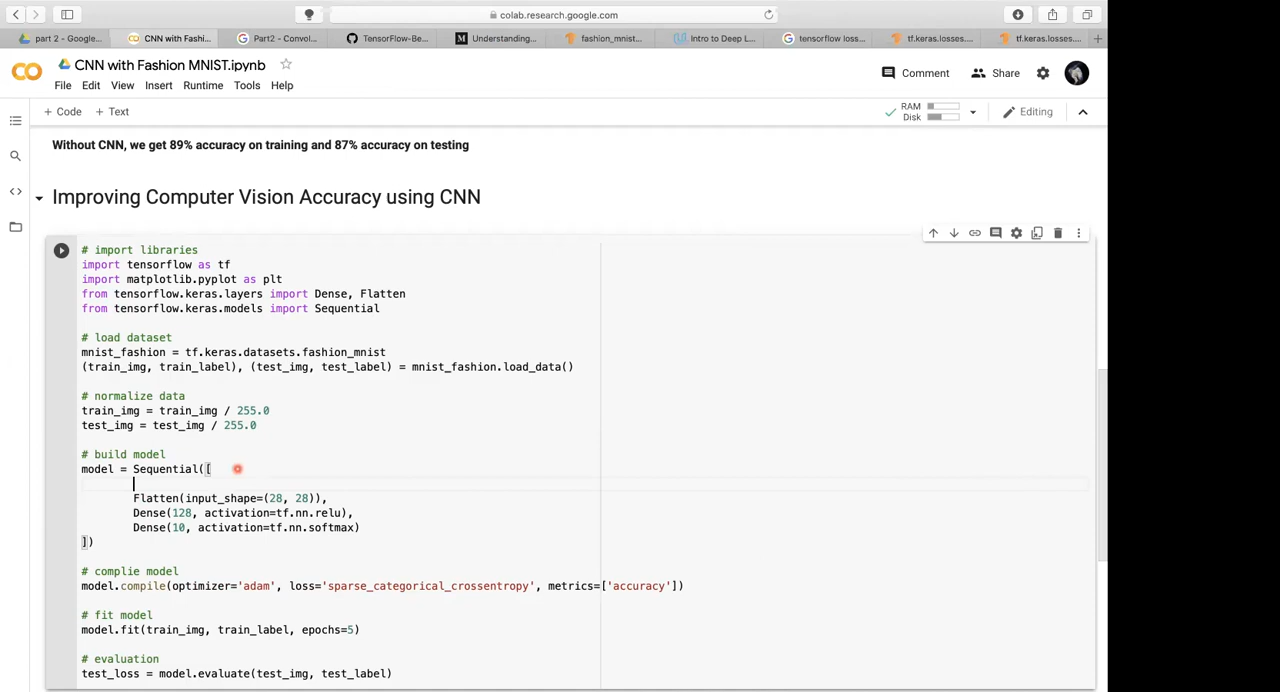 colab.research.google.com
part 2 - Google...
CNN with Fashi...
Part2 - Convol...
TensorFlow-Be...
Understanding...
fashion_mnist...
Intro to Deep L...
tensorflow loss...
tf.keras.losses....
tf.keras.losses....
CNN with Fashion MNIST.ipynb
Comment
Share
File Edit View Insert Runtime Tools Help
+ Code + Text
RAM
Disk
Editing
Without CNN, we get 89% accuracy on training and 87% accuracy on testing
Improving Computer Vision Accuracy using CNN
# import libraries
import tensorflow as tf
import matplotlib.pyplot as plt
from tensorflow.keras.layers import Dense, Flatten
from tensorflow.keras.models import Sequential
# load dataset
mnist_fashion = tf.keras.datasets.fashion_mnist
(train_img, train_label), (test_img, test_label) = mnist_fashion.load_data()
# normalize data
train_img = train_img / 255.0
test_img = test_img / 255.0
# build model
model = Sequential([
Flatten(input_shape=(28, 28)),
Dense(128, activation=tf.nn.relu),
Dense(10, activation=tf.nn.softmax)
])
# complie model
model.compile(optimizer='adam', loss='sparse_categorical_crossentropy', metrics=['accuracy'])
# fit model
model.fit(train_img, train_label, epochs=5)
# evaluation
test_loss = model.evaluate(test_img, test_label)